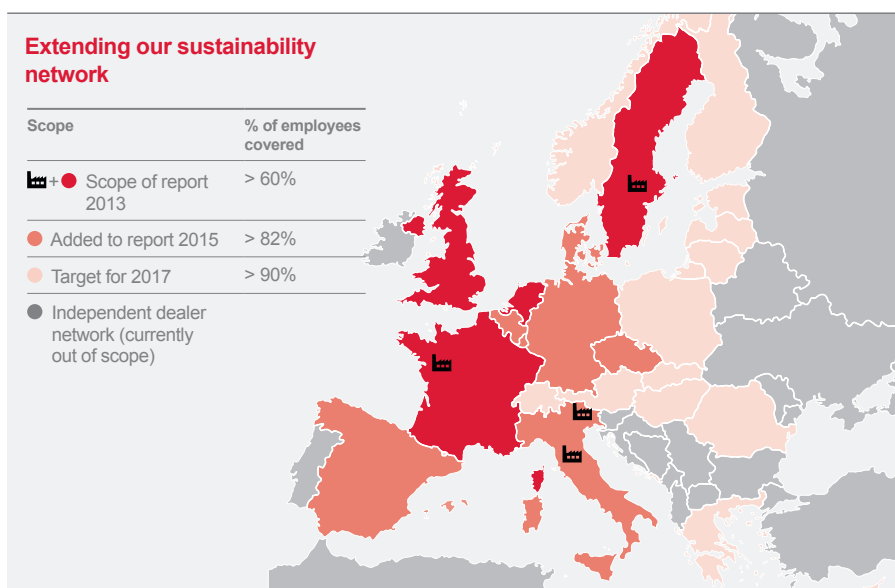 Extending our sustainability
network
Scope % of employees
covered
+ Scope of report > 60%
2013
Added to report 2015 > 82%
Target for 2017 > 90%
Independent dealer
network (currently
out of scope)